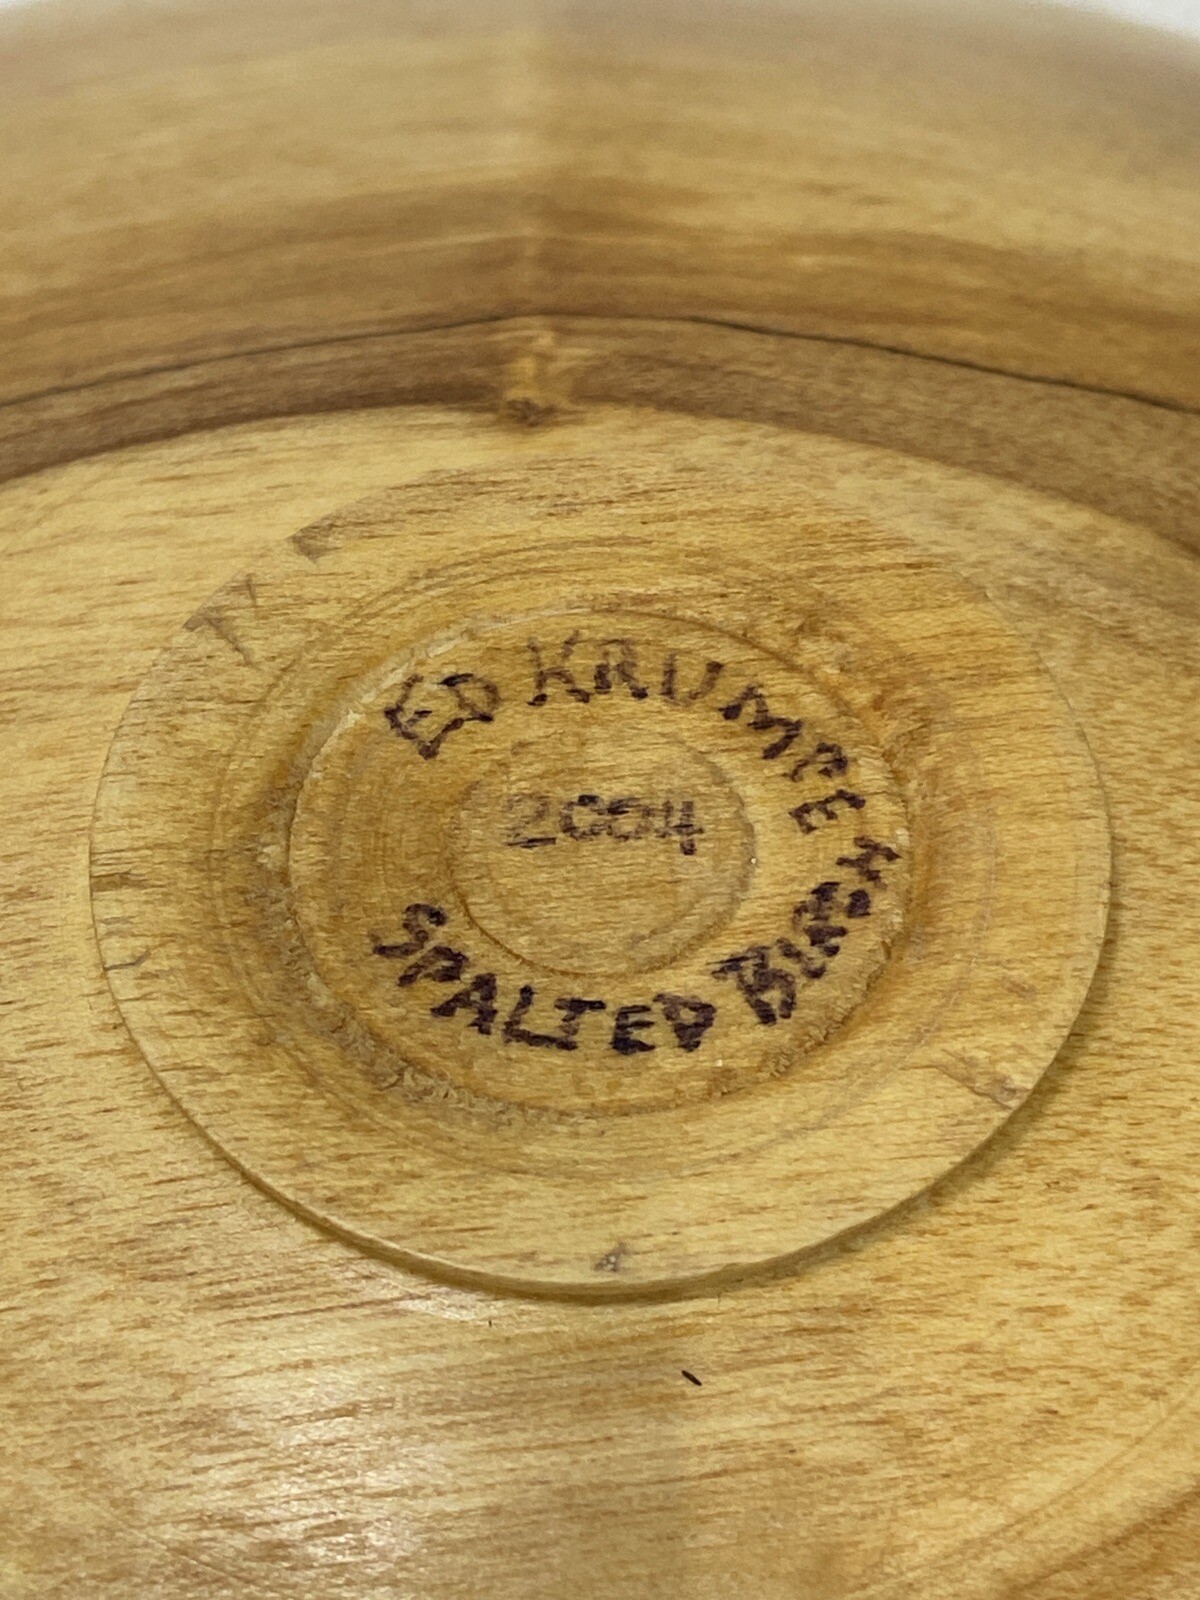 ED KRUMPE
2004
SPALTED BIRCH